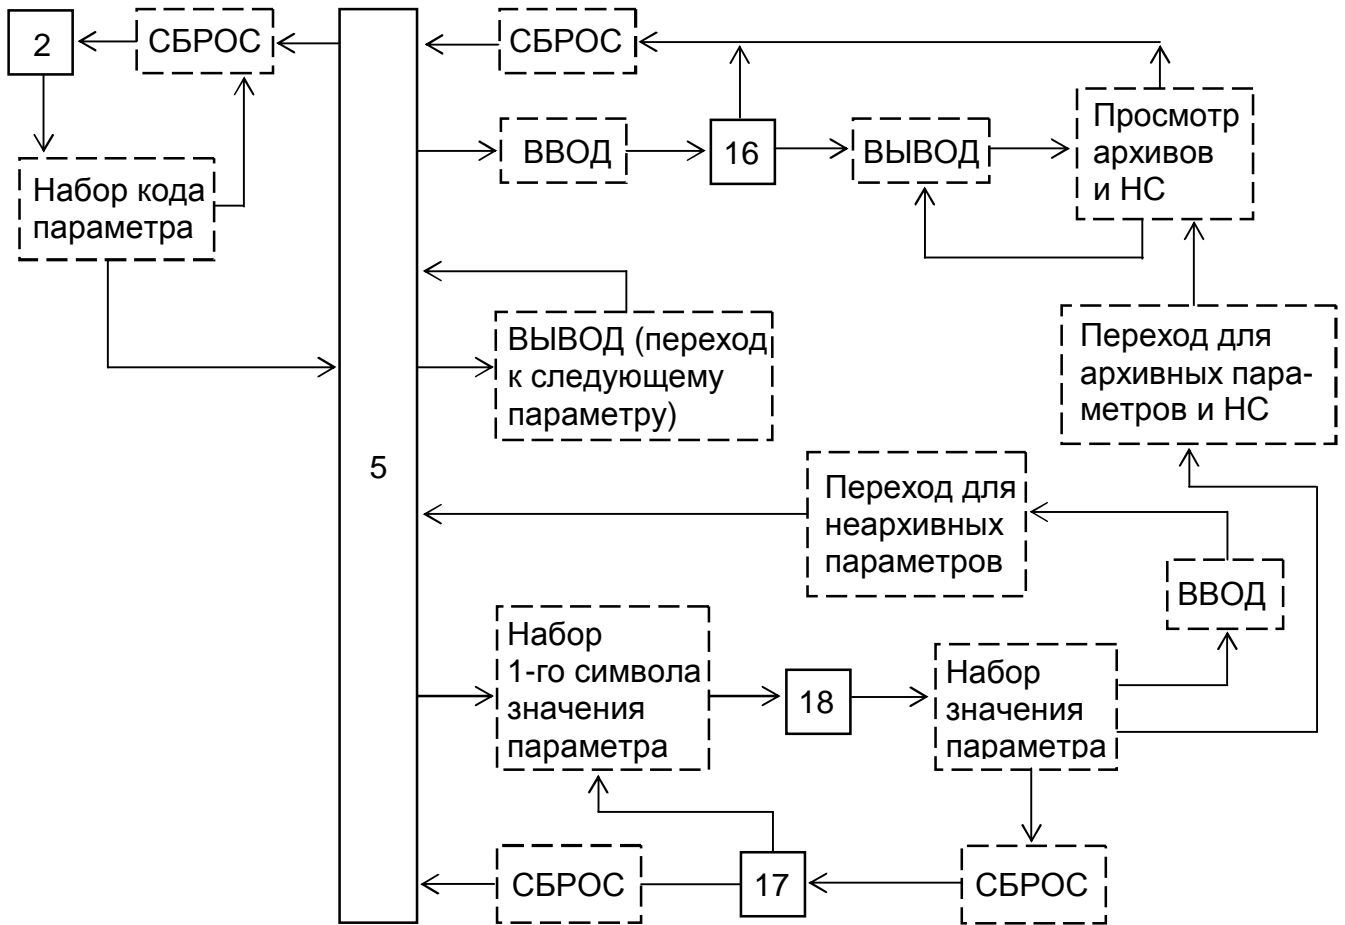 2
СБРОС
СБРОС
Набор кода
параметра
ВВОД
16
ВЫВОД
Просмотр
архивов
и НС
ВЫВОД (переход
к следующему
параметру)
Переход для
архивных пара-
метров и НС
5
Переход для
неархивных
параметров
ВВОД
Набор
1-го символа
значения
параметра
18
Набор
значения
параметра
СБРОС
17
СБРОС